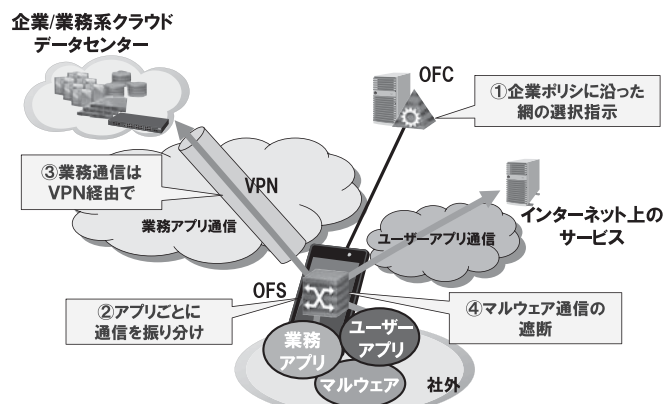 企業/業務系クラウド
データセンター
OFC
①企業ポリシに沿った
網の選択指示
③業務通信は
VPN経由で
VPN
業務アプリ通信
ユーザーアプリ通信
インターネット上の
サービス
OFS
②アプリごとに
通信を振り分け
④マルウェア通信の
遮断
業務
アプリ
ユーザー
アプリ
マルウェア
社外